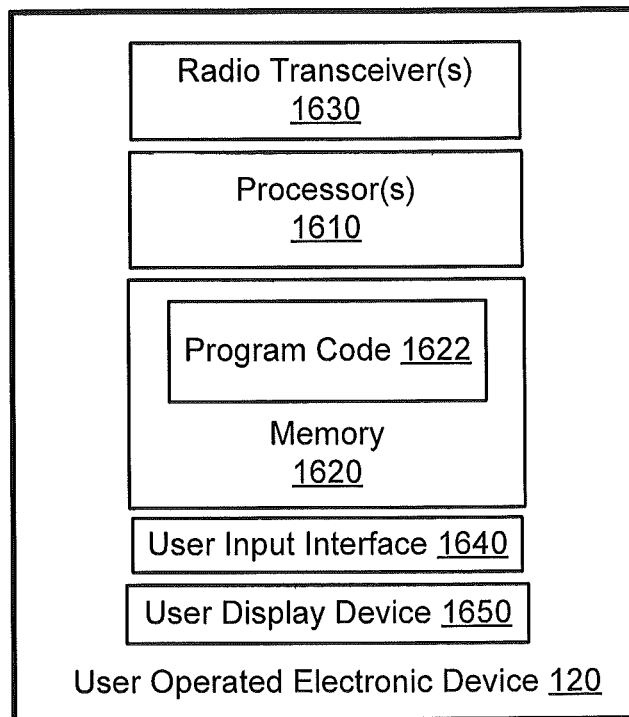 Radio Transceiver(s)
1630
Processor(s)
1610
Program Code 1622
Memory
1620
User Input Interface 1640
User Display Device 1650
User Operated Electronic Device 120